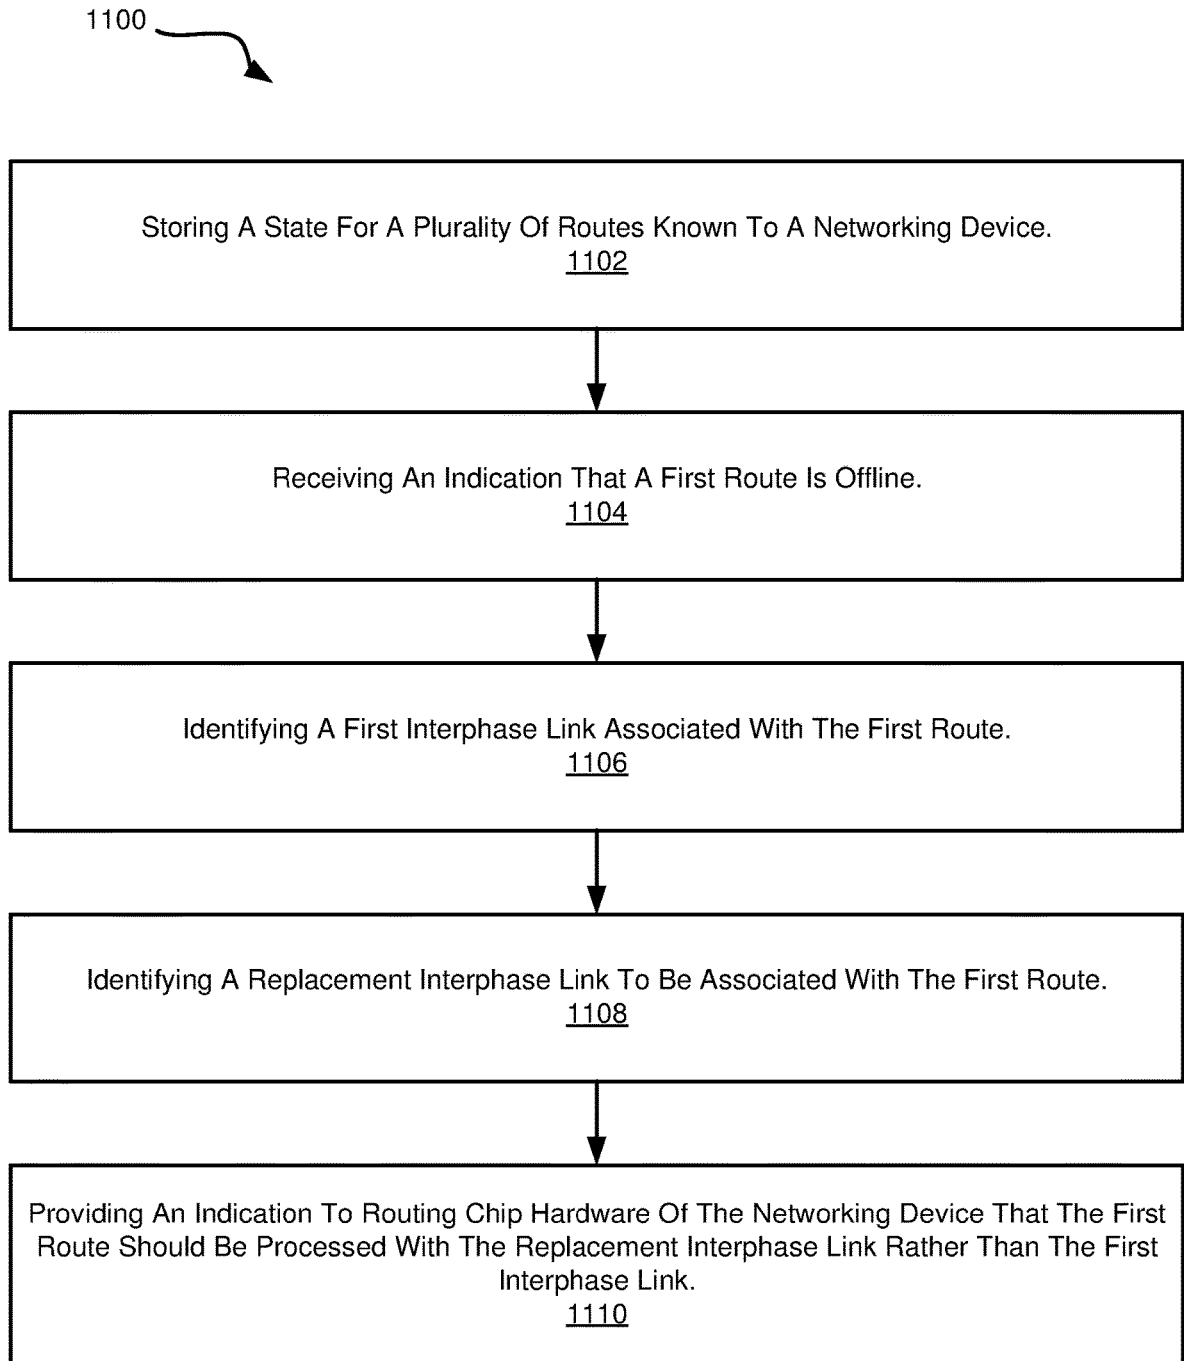 1100
Storing A State For A Plurality Of Routes Known To A Networking Device.
1102
Receiving An Indication That A First Route Is Offline.
1104
Identifying A First Interphase Link Associated With The First Route.
1106
Identifying A Replacement Interphase Link To Be Associated With The First Route.
1108
Providing An Indication To Routing Chip Hardware Of The Networking Device That The First
Route Should Be Processed With The Replacement Interphase Link Rather Than The First
Interphase Link.
1110